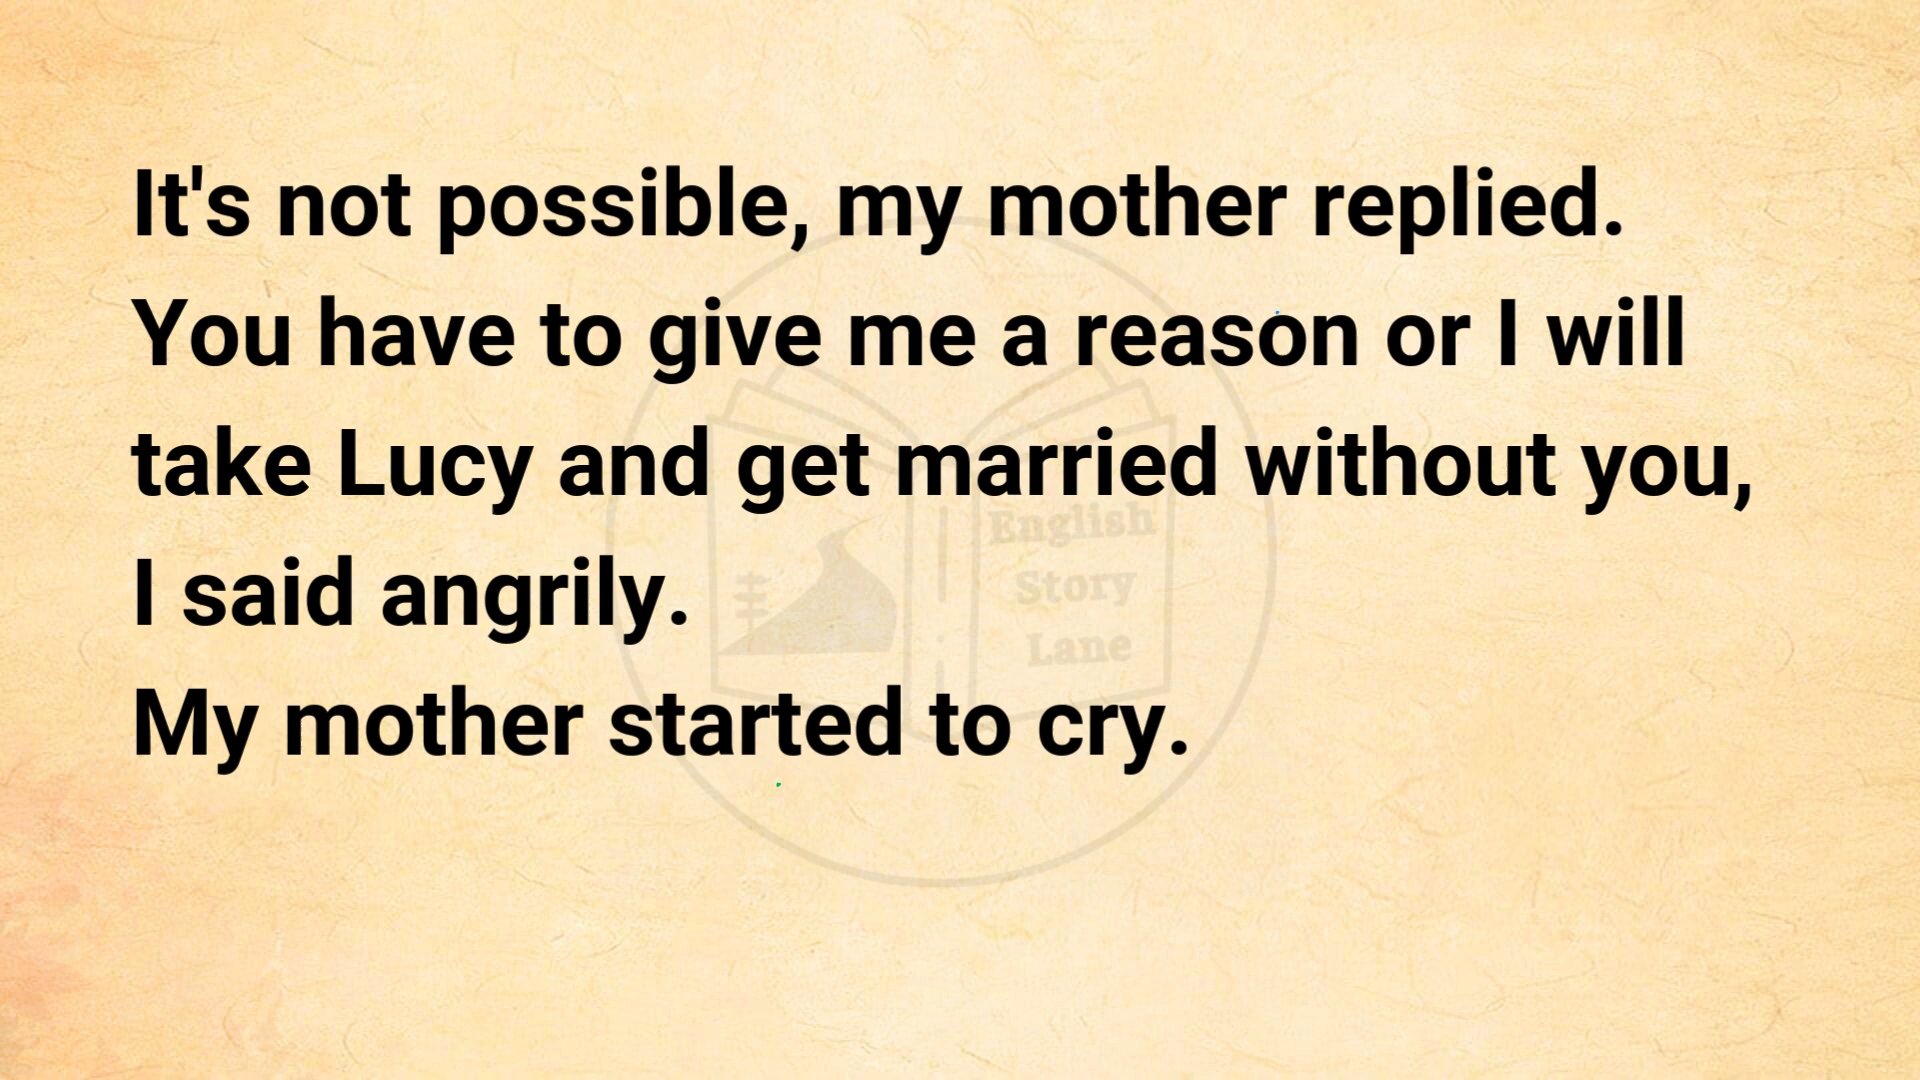 It's not possible, my mother replied.
You have to give me a reason or I will
take Lucy and get married without you,
I said angrily.
My mother started to cry.
English
Story
Lane